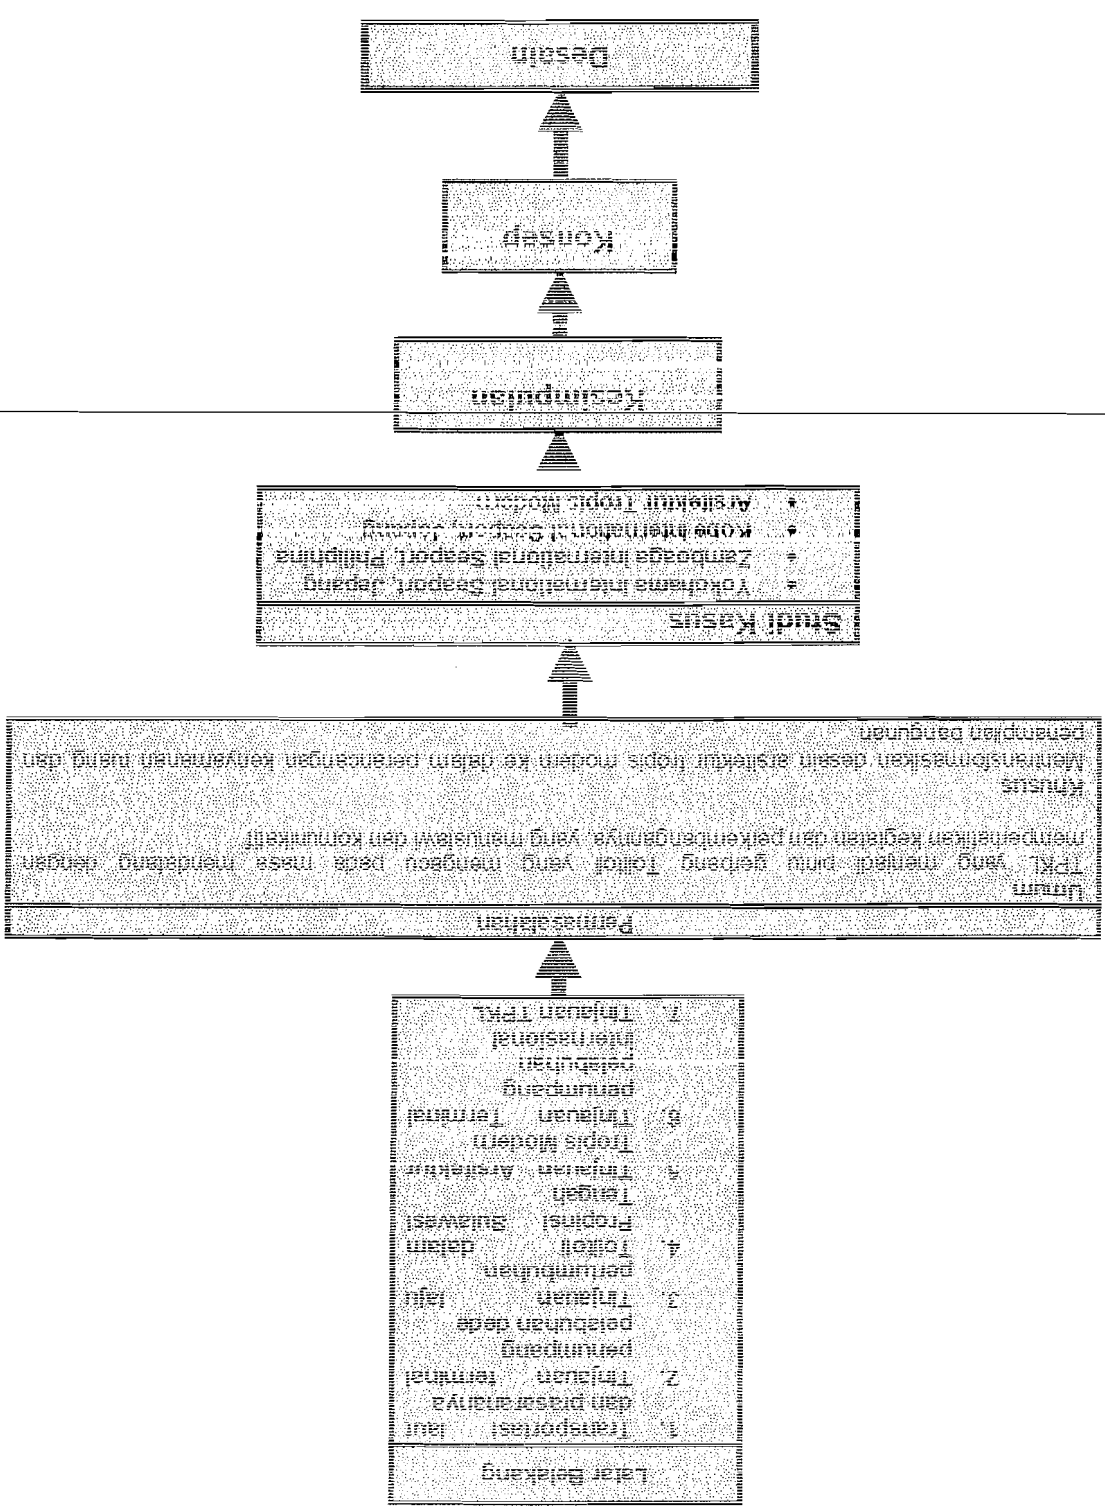 Latar Belakang
1. Transportasi laut
dan prasarananya
2. Tinjauan terminal
penumpang
pelabuhan dede
3. Tinjauan laju
pertumbuhan
4. Tolitoli dalam
Propinsi Sulawesi
Tengah
Tinjauan Arsitektur
Tropis Modern
6. Tinjauan Terminal
penumpang
pelabuhan
Internasional
7. Tinjauan TPKL
Permasalahan
Umum
TPKL yang menjadi pintu gerbang Tolitoli yang mengacu pada masa mendatang dengan
memperhatikan kegiatan dan perkembangannya, yang manusiawi dan komunikatif
Khusus
Mentransformasikan desain arsitektur tropis modern ke dalam perancangan kenyamanan ruang dan
penampilan bangunan.
Studi Kasus
• Yokohama International Seaport, Jepang
• Zamboaga International Seaport, Philiphina
• Kobe International Seaport, Jepang
• Arsitektur Tropic Modern
Kesimpulan
Konsep
Desain